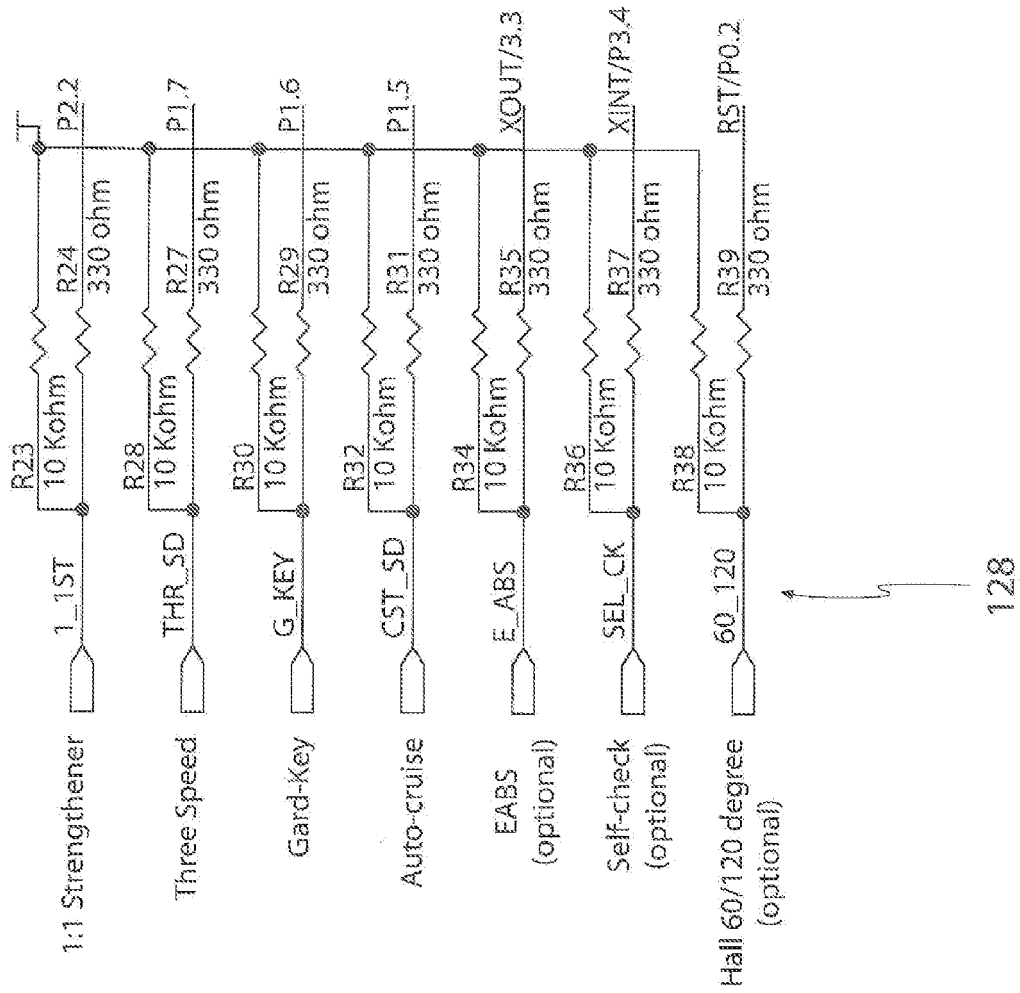 1:1 Strengthener
1_1ST
R23
10 Kohm
R24
330 ohm
P2.2
Three Speed
THR_SD
R28
10 Kohm
R27
330 ohm
P1.7
Gard-Key
G_KEY
R30
10 Kohm
R29
330 ohm
P1.6
Auto-cruise
CST_SD
R32
10 Kohm
R31
330 ohm
P1.5
EABS
(optional)
E_ABS
R34
10 Kohm
R35
330 ohm
XOUT/3.3
Self-check
(optional)
SEL_CK
R36
10 Kohm
R37
330 ohm
XINT/P3.4
Hall 60/120 degree
(optional)
60_120
R38
10 Kohm
R39
330 ohm
RST/P0.2
128